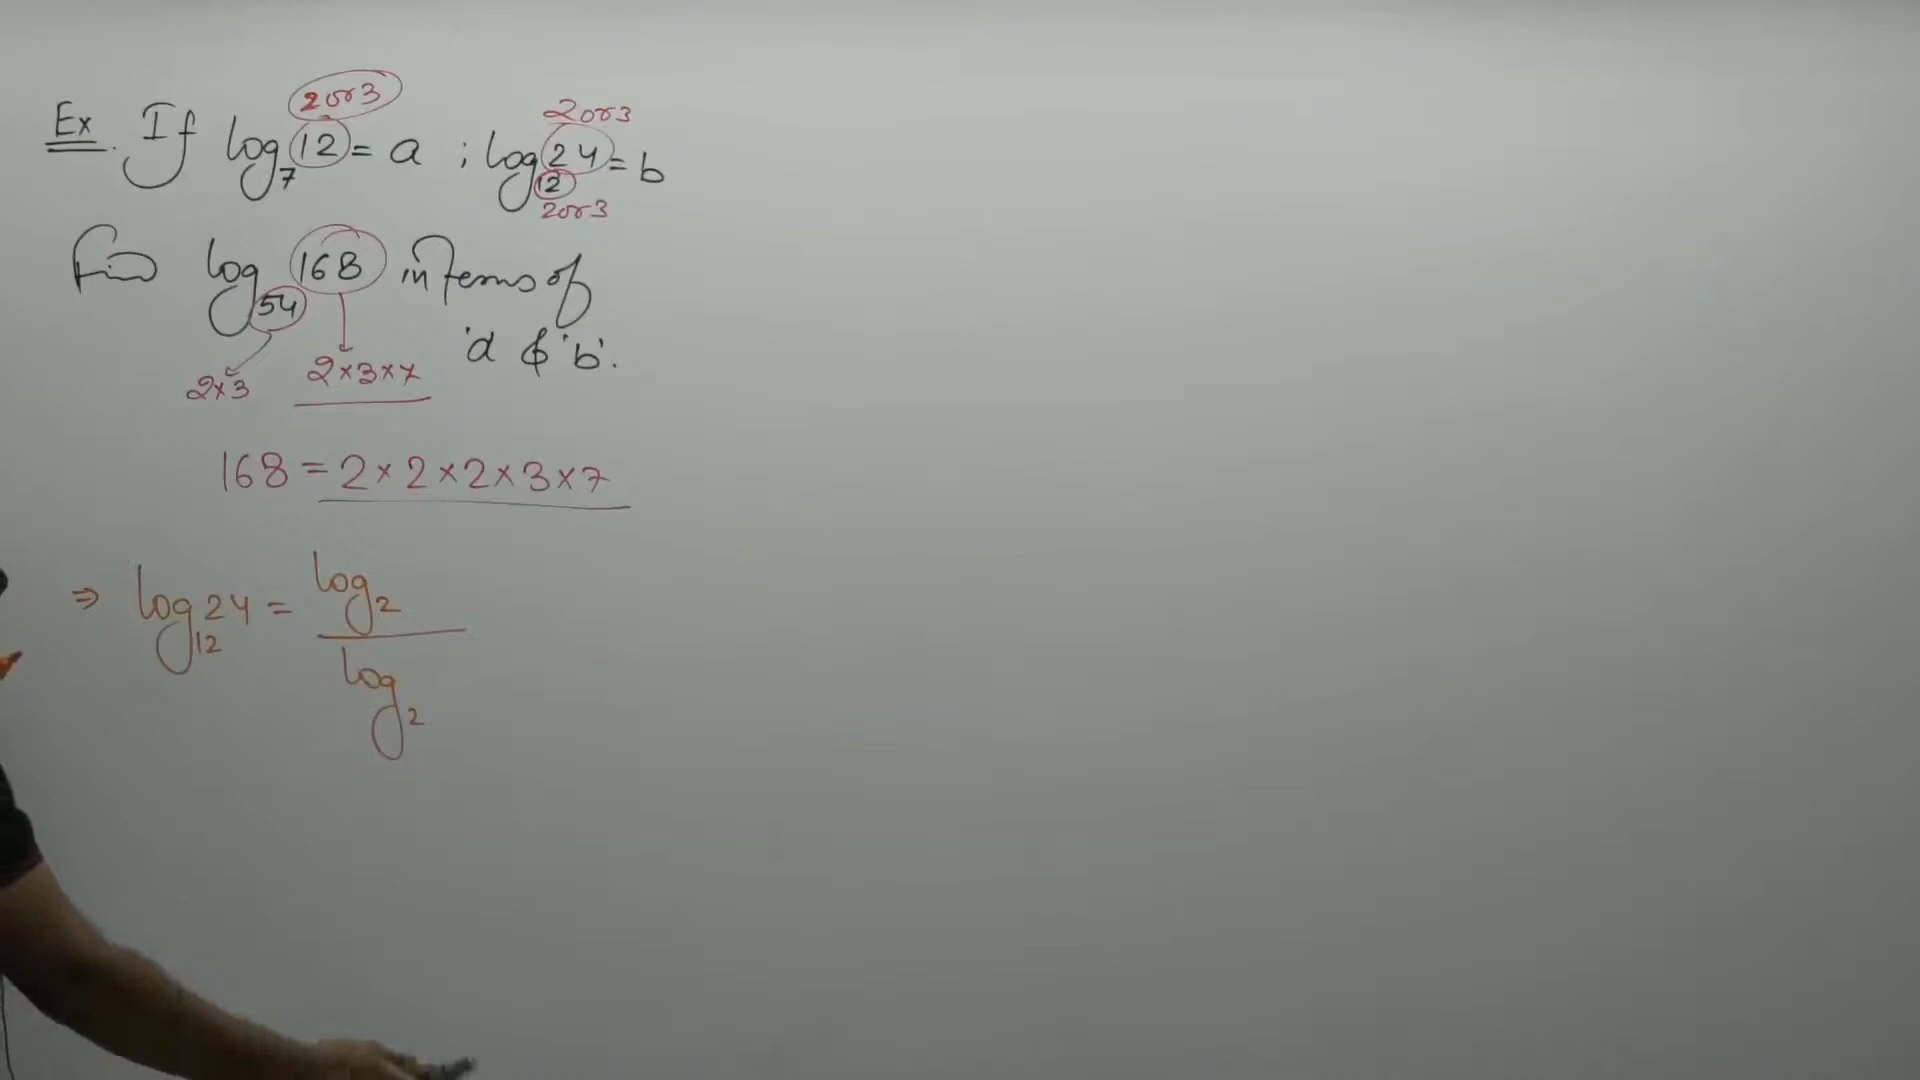 2 or 3
2 or 3
Ex. If log₇ 12 = a ; log₁₂ 24 = b
2 or 3
Find log₅₄ 168 in terms of
'a' & 'b'.
2×3 2×3×7
168 = 2×2×2×3×7
⇒ log₁₂ 24 = log₂ / log₂